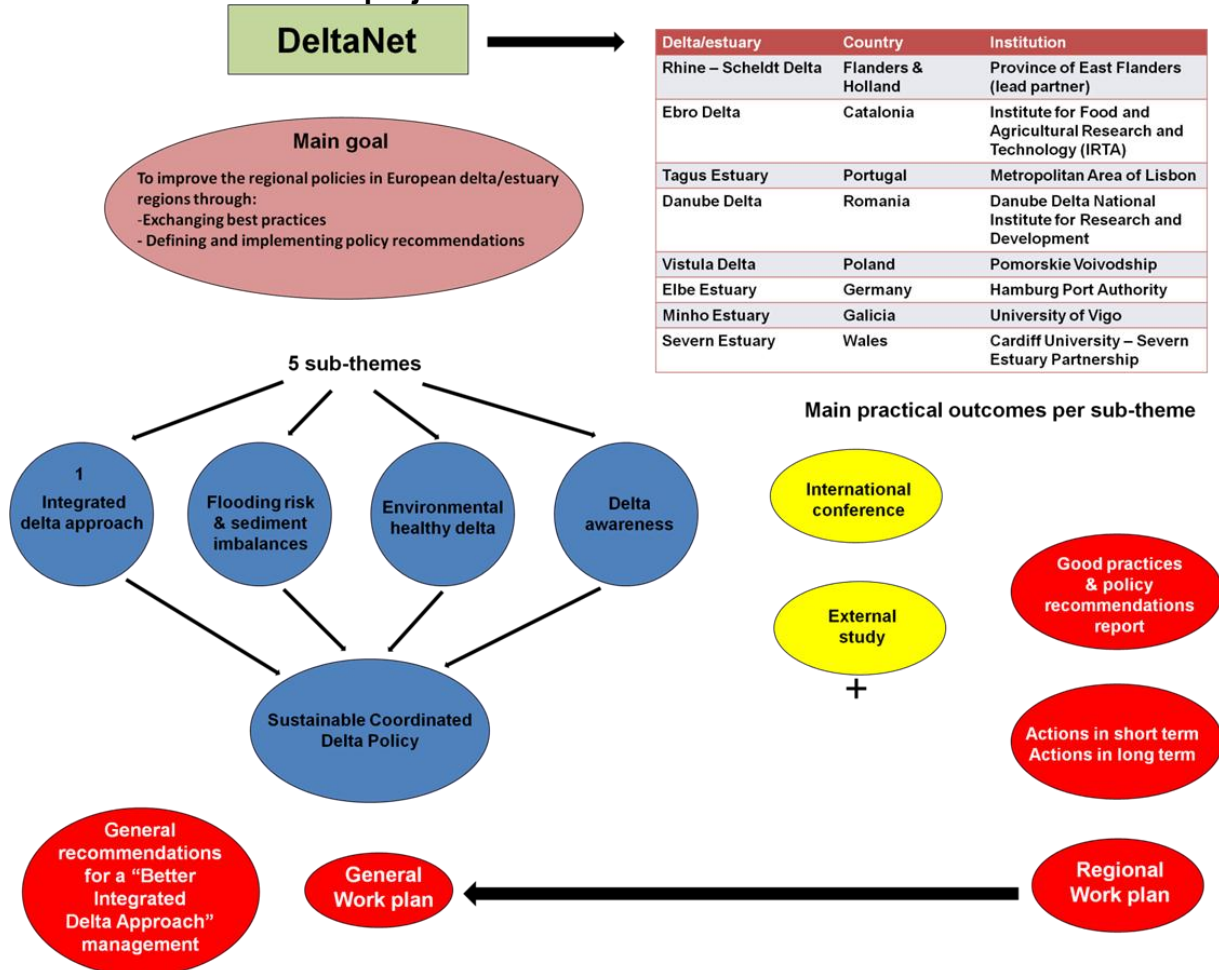 DeltaNet
Delta/estuary Country Institution
Rhine – Scheldt Delta Flanders & Holland Province of East Flanders (lead partner)
Ebro Delta Catalonia Institute for Food and Agricultural Research and Technology (IRTA)
Tagus Estuary Portugal Metropolitan Area of Lisbon
Danube Delta Romania Danube Delta National Institute for Research and Development
Vistula Delta Poland Pomorskie Voivodship
Elbe Estuary Germany Hamburg Port Authority
Minho Estuary Galicia University of Vigo
Severn Estuary Wales Cardiff University – Severn Estuary Partnership
Main goal
To improve the regional policies in European delta/estuary
regions through:
-Exchanging best practices
- Defining and implementing policy recommendations
5 sub-themes
1
Integrated
delta approach
Flooding risk
& sediment
imbalances
Environmental
healthy delta
Delta
awareness
Sustainable Coordinated
Delta Policy
Main practical outcomes per sub-theme
International
conference
External
study
+
Good practices
& policy
recommendations
report
Actions in short term
Actions in long term
Regional
Work plan
General
Work plan
General
recommendations
for a “Better
Integrated
Delta Approach”
management